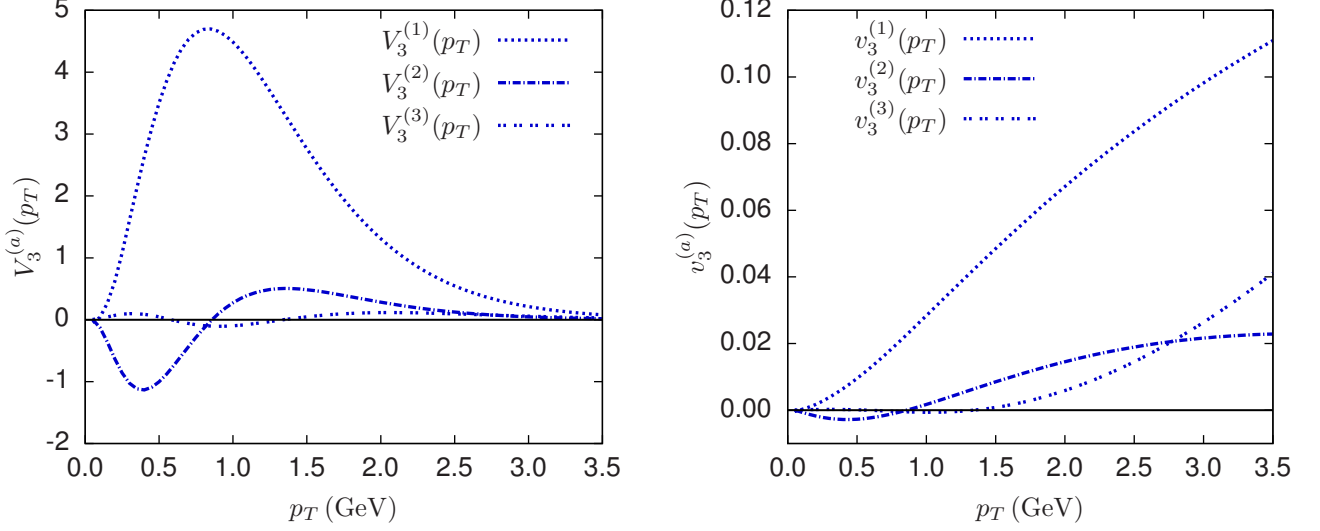 5
4
3
2
1
0
-1
-2
0.0 0.5 1.0 1.5 2.0 2.5 3.0 3.5
p_T (GeV)
V_3^{(a)}(p_T)
V_3^{(1)}(p_T)
V_3^{(2)}(p_T)
V_3^{(3)}(p_T)
0.12
0.10
0.08
0.06
0.04
0.02
0.00
0.0 0.5 1.0 1.5 2.0 2.5 3.0 3.5
p_T (GeV)
v_3^{(a)}(p_T)
v_3^{(1)}(p_T)
v_3^{(2)}(p_T)
v_3^{(3)}(p_T)